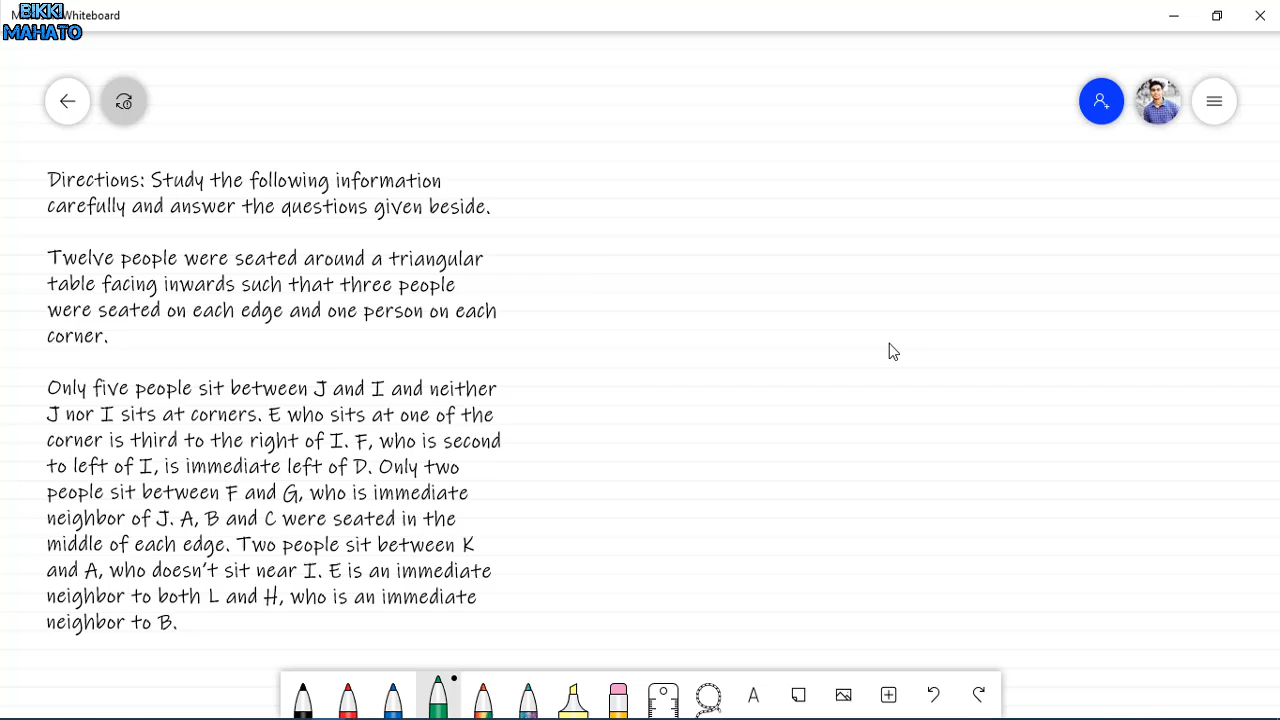 BIKKI
MAHATO
Whiteboard
Directions: Study the following information
carefully and answer the questions given beside.
Twelve people were seated around a triangular
table facing inwards such that three people
were seated on each edge and one person on each
corner.
Only five people sit between J and I and neither
J nor I sits at corners. E who sits at one of the
corner is third to the right of I. F, who is second
to left of I, is immediate left of D. Only two
people sit between F and G, who is immediate
neighbor of J. A, B and C were seated in the
middle of each edge. Two people sit between K
and A, who doesn't sit near I. E is an immediate
neighbor to both L and H, who is an immediate
neighbor to B.
A